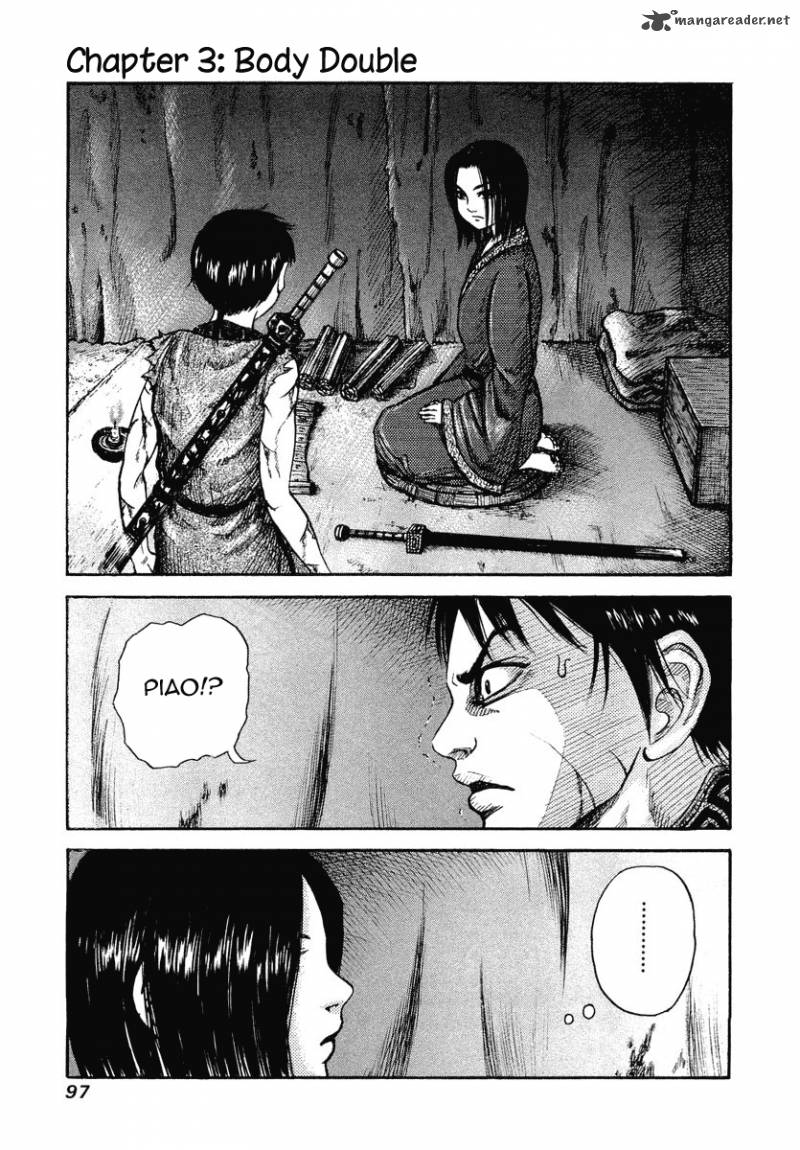 mangareader.net
Chapter 3: Body Double
PIAO!?
.........
97